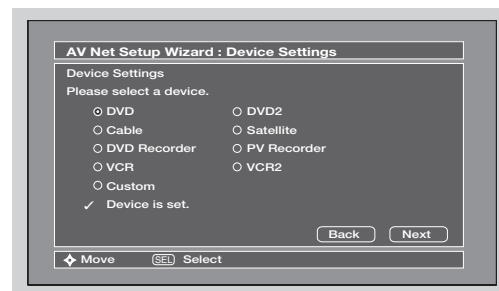 AV Net Setup Wizard : Device Settings
Device Settings
Please select a device.
DVD DVD2
Cable Satellite
DVD Recorder PV Recorder
VCR VCR2
Custom
✓ Device is set.
Back Next
Move SEL Select